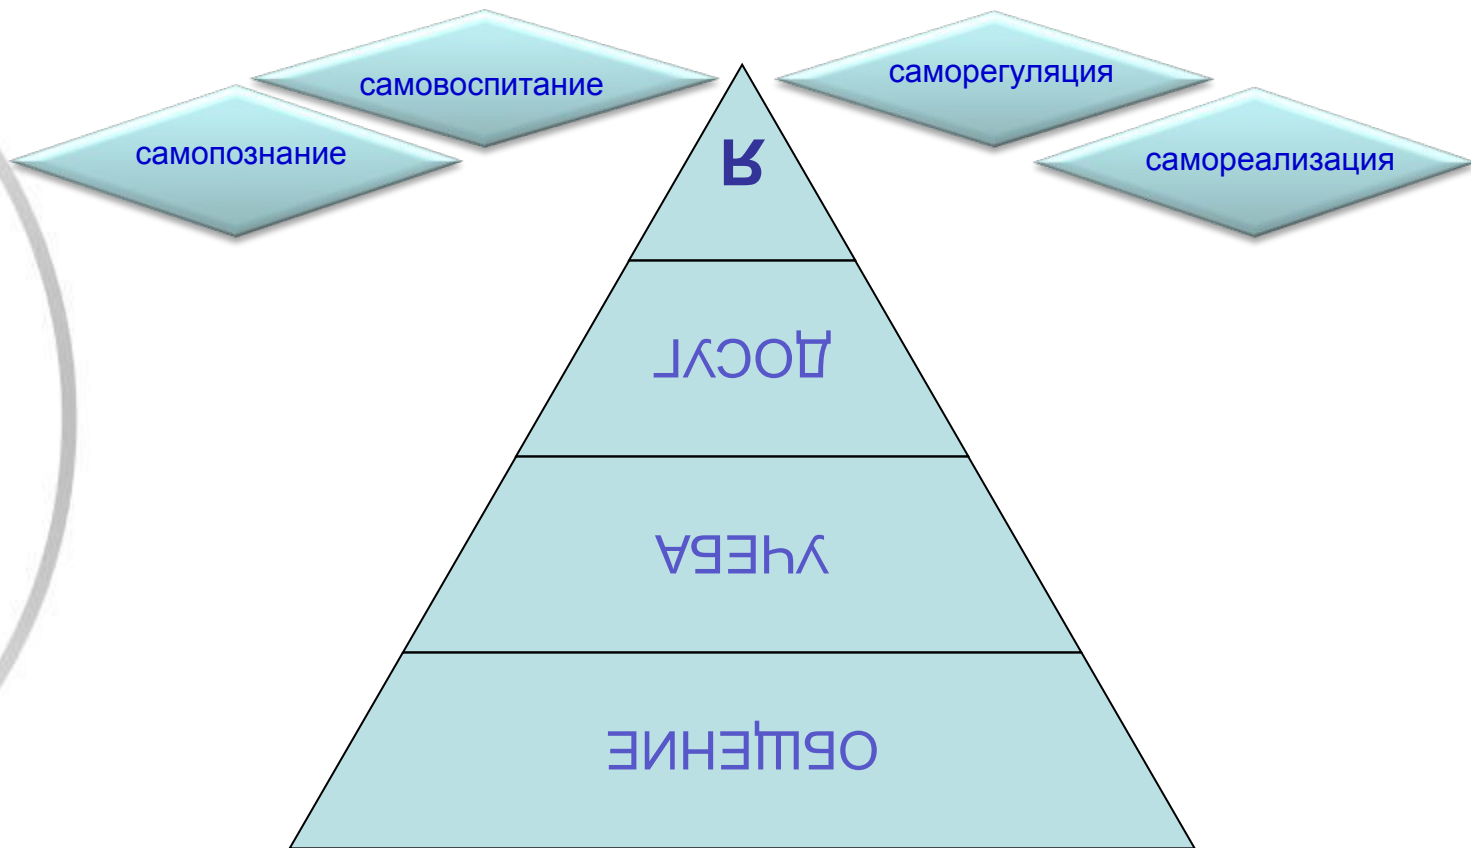 самовоспитание
саморегуляция
самопознание
самореализация
Я
ДОСУГ
УЧЕБА
ОБЩЕНИЕ